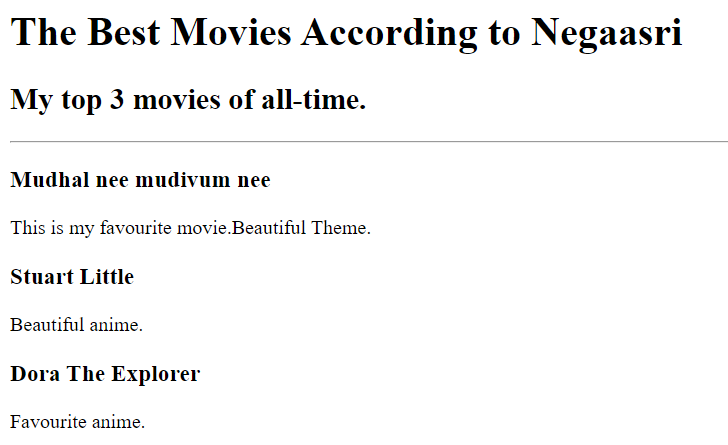 The Best Movies According to Negaasri
My top 3 movies of all-time.
Mudhal nee mudivum nee
This is my favourite movie.Beautiful Theme.
Stuart Little
Beautiful anime.
Dora The Explorer
Favourite anime.